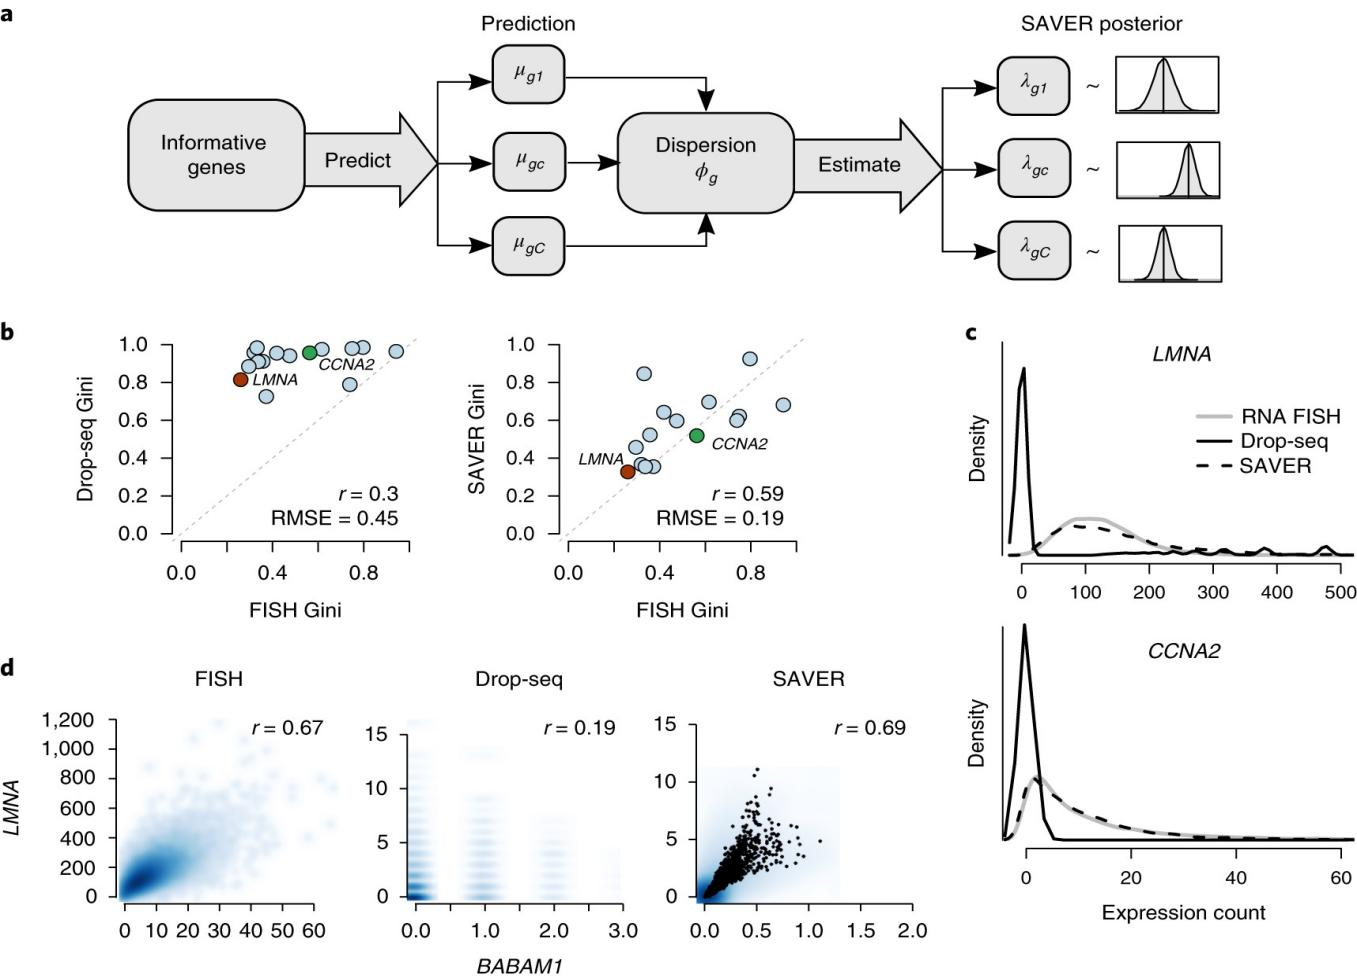 a
Prediction
SAVER posterior
Informative
genes
Predict
μg1
μgc
μgC
Dispersion
ϕg
Estimate
λg1 ~
λgc ~
λgC ~
b
Drop-seq Gini
1.0
0.8
0.6
0.4
0.2
0.0
LMNA
CCNA2
r = 0.3
RMSE = 0.45
0.0 0.4 0.8
FISH Gini
SAVER Gini
1.0
0.8
0.6
0.4
0.2
0.0
LMNA
CCNA2
r = 0.59
RMSE = 0.19
0.0 0.4 0.8
FISH Gini
c
LMNA
Density
RNA FISH
Drop-seq
SAVER
0 100 200 300 400 500
CCNA2
Density
0 20 40 60
Expression count
d
FISH
LMNA
1,200
1,000
800
600
400
200
0
r = 0.67
0 10 20 30 40 50 60
Drop-seq
15
10
5
0
r = 0.19
0 1.0 2.0 3.0
BABAM1
SAVER
15
10
5
0
r = 0.69
0.0 0.5 1.0 1.5 2.0